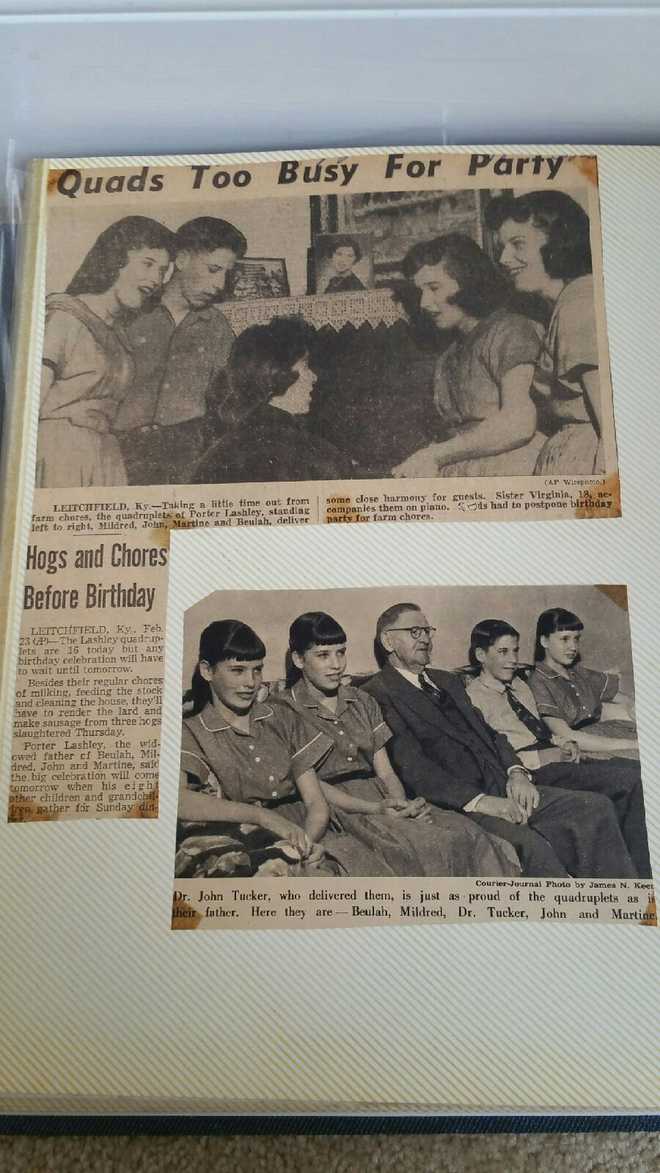 Quads Too Busy For Party
(AP Wirephoto.)
LEITCHFIELD, Ky.—Taking a little time out from
farm chores, the quadruplets of Porter Lashley, standing
left to right, Mildred, John, Martine and Beulah, deliver
some close harmony for guests. Sister Virginia, 18, ac-
companies them on piano. had to postpone birthday
party for farm chores.
Hogs and Chores
Before Birthday
LEITCHFIELD, Ky., Feb.
23 (AP)—The Lashley quadrup-
lets are 16 today but any
birthday celebration will have
to wait until tomorrow.
Besides their regular chores
of milking, feeding the stock
and cleaning the house, they'll
have to render the lard and
make sausage from three hogs
slaughtered Thursday.
Porter Lashley, the wid-
owed father of Beulah, Mil-
dred, John and Martine, said
the big celebration will come
tomorrow when his eight
other children and grandchil-
dren gather for Sunday din-
Courier-Journal Photo by James N. Keen
Dr. John Tucker, who delivered them, is just as proud of the quadruplets as is
their father. Here they are — Beulah, Mildred, Dr. Tucker, John and Martine.